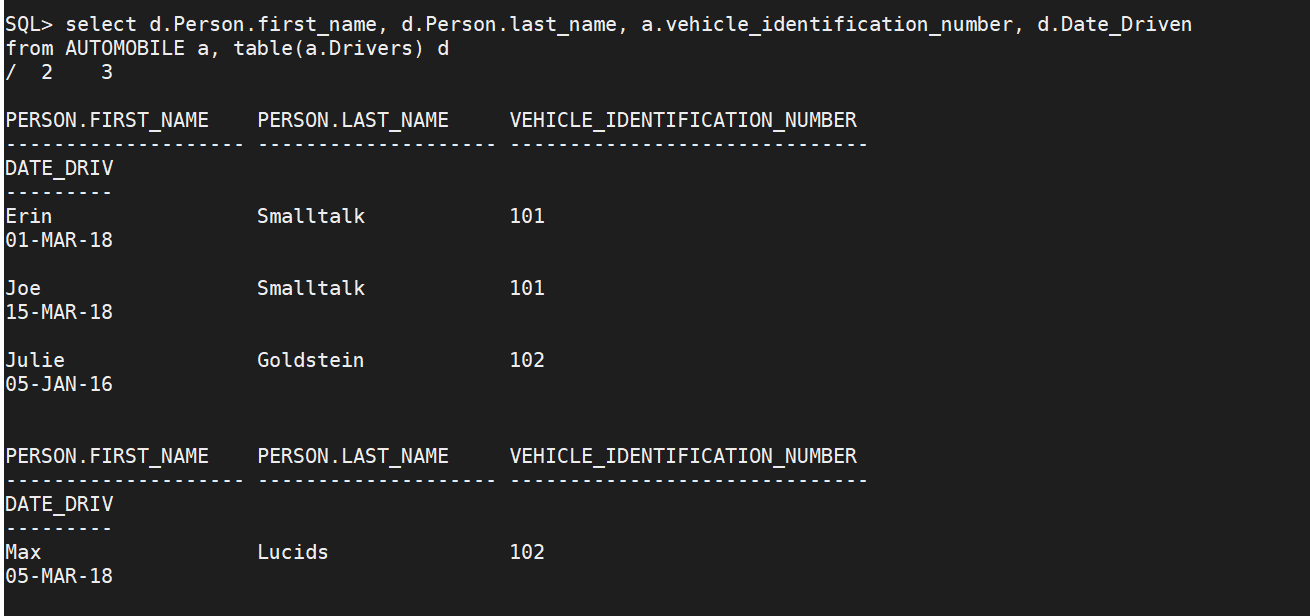 SQL> select d.Person.first_name, d.Person.last_name, a.vehicle_identification_number, d.Date_Driven
from AUTOMOBILE a, table(a.Drivers) d
/  2    3
PERSON.FIRST_NAME    PERSON.LAST_NAME     VEHICLE_IDENTIFICATION_NUMBER
-------------------- -------------------- ------------------------------
DATE_DRIV
---------
Erin                 Smalltalk            101
01-MAR-18
Joe                  Smalltalk            101
15-MAR-18
Julie                Goldstein            102
05-JAN-16
PERSON.FIRST_NAME    PERSON.LAST_NAME     VEHICLE_IDENTIFICATION_NUMBER
-------------------- -------------------- ------------------------------
DATE_DRIV
---------
Max                  Lucids               102
05-MAR-18